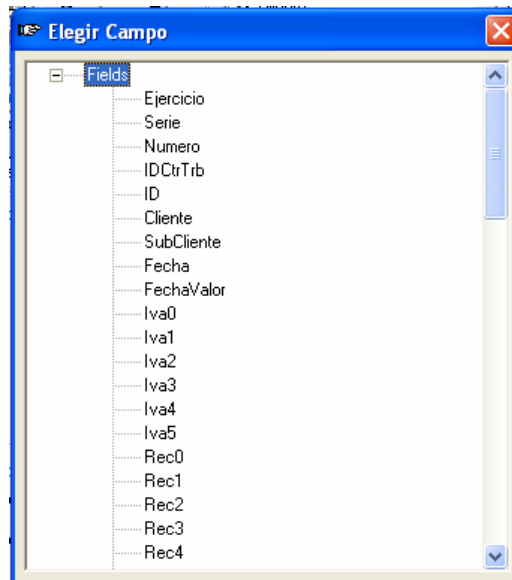 Elegir Campo
Fields
Ejercicio
Serie
Numero
IDCtrTrb
ID
Cliente
SubCliente
Fecha
FechaValor
Iva0
Iva1
Iva2
Iva3
Iva4
Iva5
Rec0
Rec1
Rec2
Rec3
Rec4